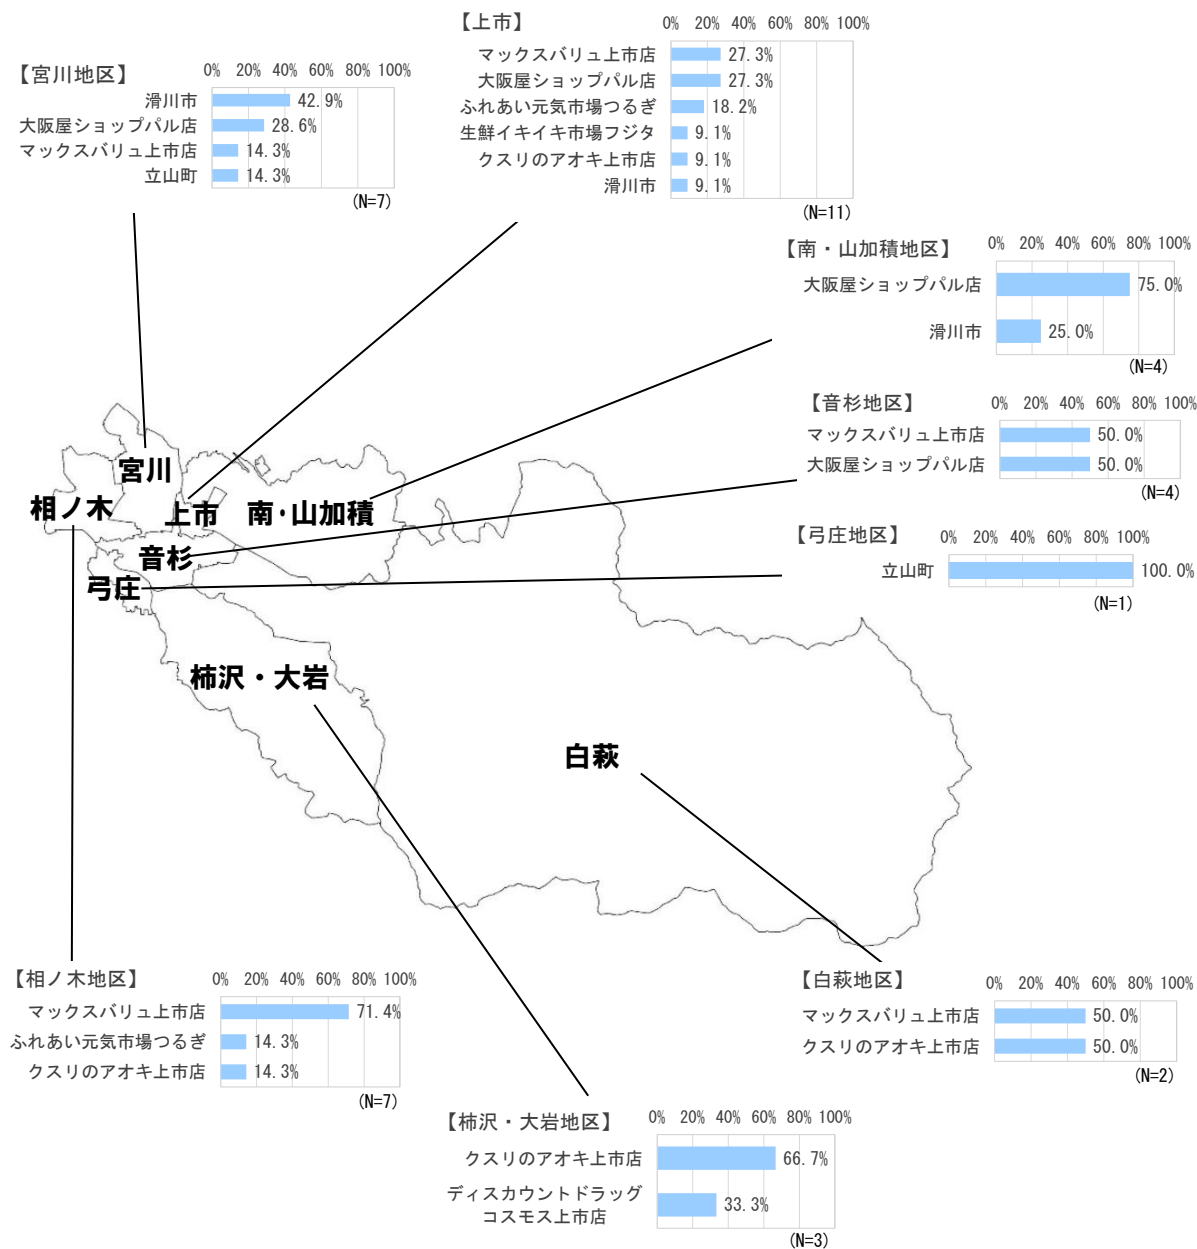 【宮川地区】
0% 20% 40% 60% 80% 100%
滑川市 42.9%
大阪屋ショップパル店 28.6%
マックスバリュ上市店 14.3%
立山町 14.3%
(N=7)
【上市】
0% 20% 40% 60% 80% 100%
マックスバリュ上市店 27.3%
大阪屋ショップパル店 27.3%
ふれあい元気市場つるぎ 18.2%
生鮮イキイキ市場フジタ 9.1%
クスリのアオキ上市店 9.1%
滑川市 9.1%
(N=11)
【南・山加積地区】
0% 20% 40% 60% 80% 100%
大阪屋ショップパル店 75.0%
滑川市 25.0%
(N=4)
【音杉地区】
0% 20% 40% 60% 80% 100%
マックスバリュ上市店 50.0%
大阪屋ショップパル店 50.0%
(N=4)
【弓庄地区】
0% 20% 40% 60% 80% 100%
立山町 100.0%
(N=1)
宮川
相ノ木
上市
南・山加積
音杉
弓庄
柿沢・大岩
白萩
【相ノ木地区】
0% 20% 40% 60% 80% 100%
マックスバリュ上市店 71.4%
ふれあい元気市場つるぎ 14.3%
クスリのアオキ上市店 14.3%
(N=7)
【白萩地区】
0% 20% 40% 60% 80% 100%
マックスバリュ上市店 50.0%
クスリのアオキ上市店 50.0%
(N=2)
【柿沢・大岩地区】
0% 20% 40% 60% 80% 100%
クスリのアオキ上市店 66.7%
ディスカウントドラッグ
コスモス上市店 33.3%
(N=3)